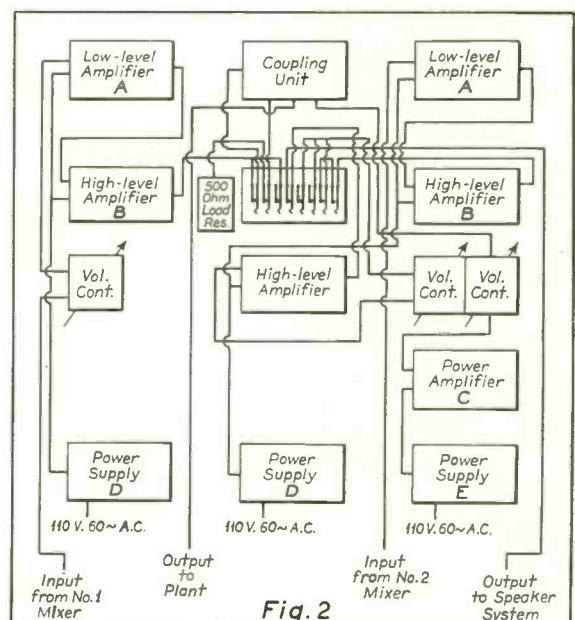 Low-level
Amplifier
A
Coupling
Unit
Low-level
Amplifier
A
High-level
Amplifier
B
500
Ohm
Load
Res.
High-level
Amplifier
B
Vol.
Cont.
High-level
Amplifier
Vol.
Cont.
Vol.
Cont.
Power
Amplifier
C
Power
Supply
D
Power
Supply
D
Power
Supply
E
110 V. 60~ A.C.
110 V. 60~ A.C.
110 V. 60~ A.C.
Input
from No.1
Mixer
Output
to
Plant
Input
from No.2
Mixer
Output
to Speaker
System
Fig. 2